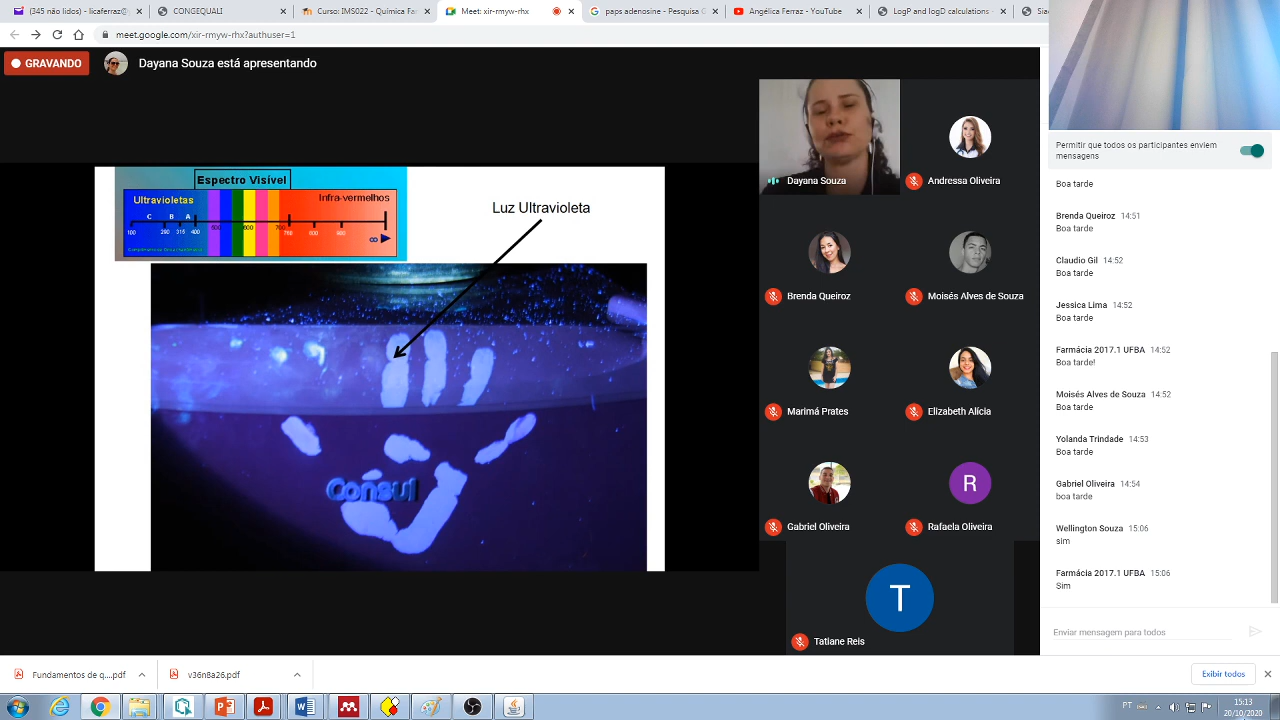 (345 não lidos) - licaferraz@
CONGEQUALI
Curso: IMS022 - Química Fa
Meet: xir-rmyw-rhx
paps adenosine - Pesquisa G
Angélica Ferraz - YouTube
LogP and logD calculations -
meet.google.com/xir-rmyw-rhx?authuser=1
GRAVANDO
Dayana Souza está apresentando
Espectro Visível
Ultravioletas
Infra-vermelhos
C B A
100 280 315 400 500 600 700 760
∞
Luz Ultravioleta
Consul
Dayana Souza
Andressa Oliveira
Brenda Queiroz
Moisés Alves de Souza
Marimá Prates
Elizabeth Alícia
Gabriel Oliveira
R
Rafaela Oliveira
T
Tatiane Reis
Permitir que todos os participantes enviem
mensagens
Boa tarde
Brenda Queiroz 14:51
Boa tarde
Claudio Gil 14:52
Boa tarde
Jessica Lima 14:52
Boa tarde
Farmácia 2017.1 UFBA 14:52
Boa tarde!
Moisés Alves de Souza 14:52
Boa tarde
Yolanda Trindade 14:53
Boa tarde
Gabriel Oliveira 14:54
boa tarde
Wellington Souza 15:06
sim
Farmácia 2017.1 UFBA 15:06
Sim
Enviar mensagem para todos
Fundamentos de q....pdf
v36n8a26.pdf
Exibir todos
PT
15:13
20/10/2020